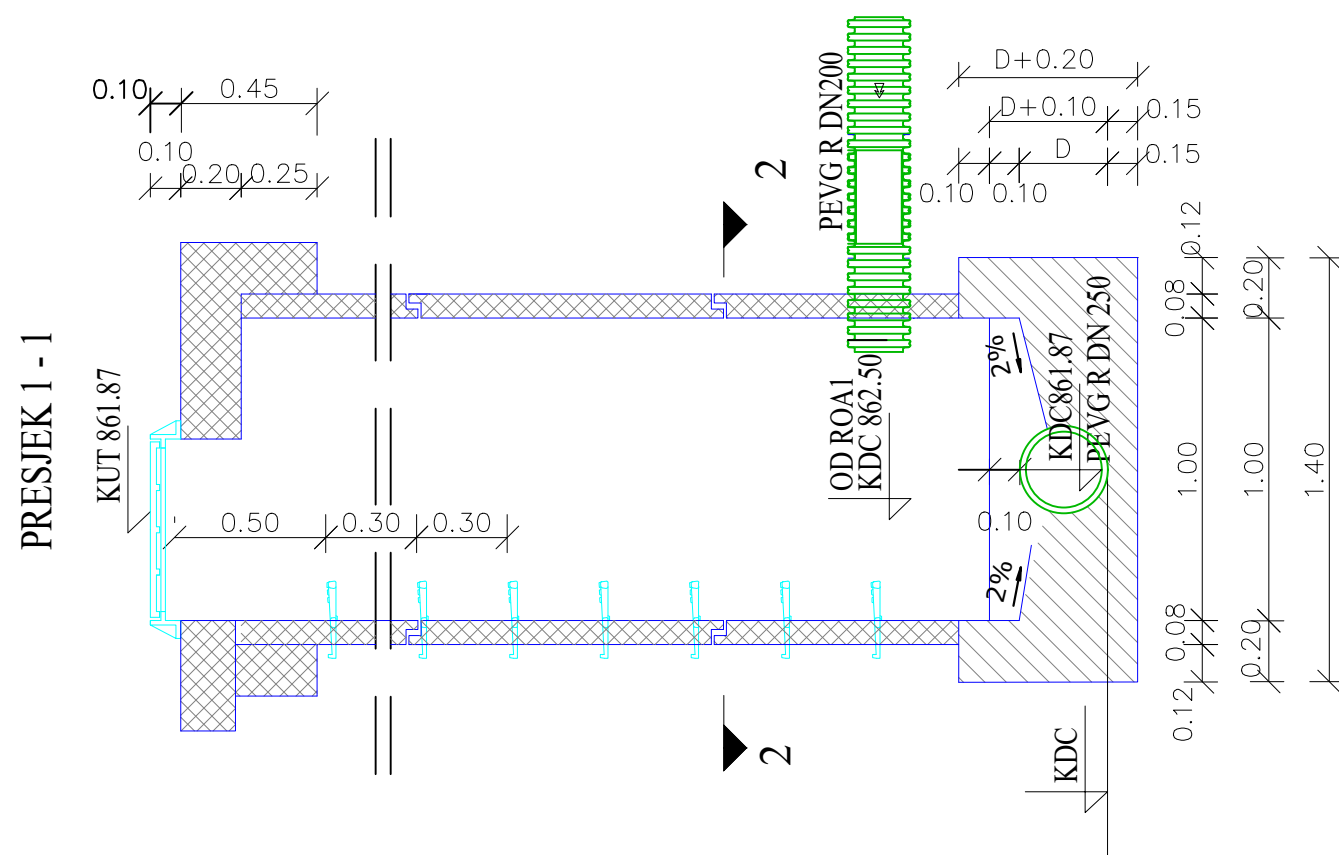 PRESJEK 1 - 1
KUT 861.87
0.10
0.45
0.10
0.20
0.25
2
PEVG R DN200
D+0.20
D+0.10
0.15
D
0.15
0.10
0.10
0.12
0.08
0.20
1.00
1.00
1.40
0.08
0.20
0.12
2%
KDC861.87
PEVG R DN 250
OD ROA1
KDC 862.50
0.50
0.30
0.30
0.10
2%
2
KDC